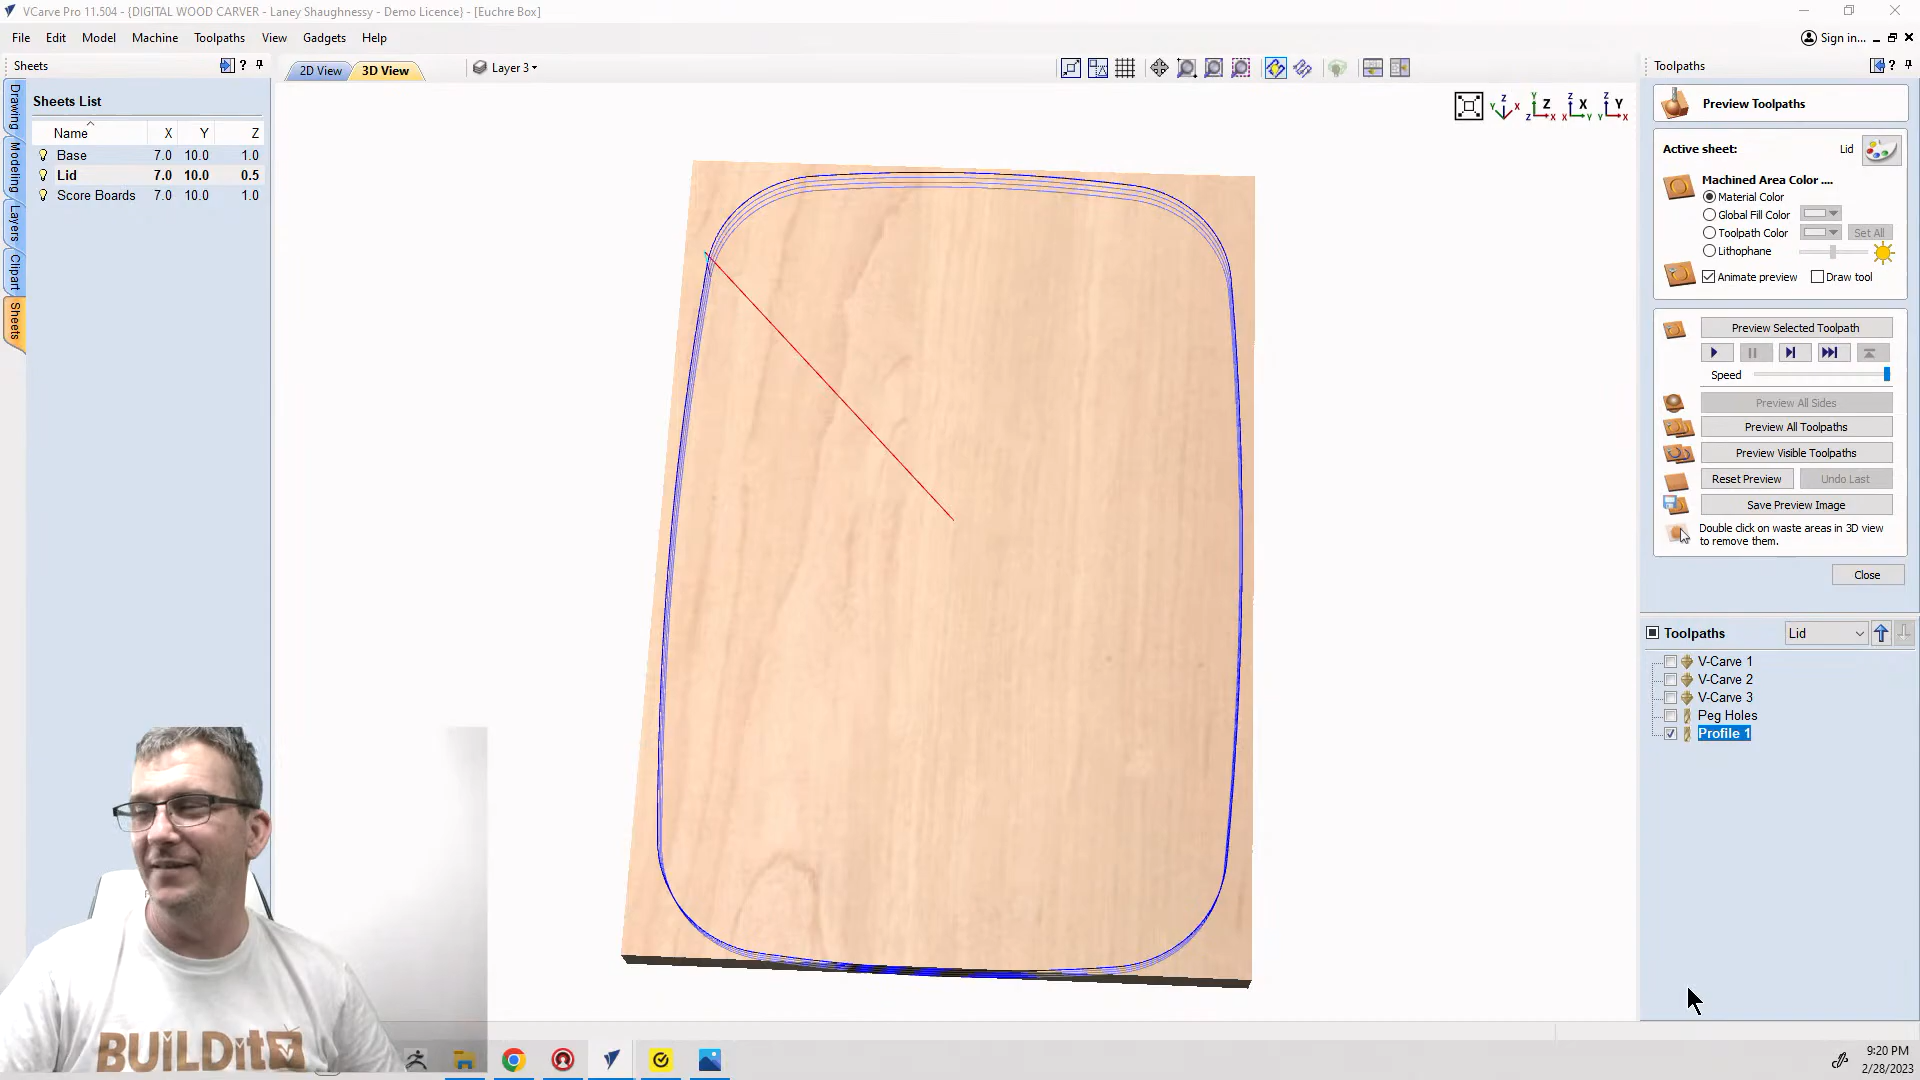 VCarve Pro 11.504 - {DIGITAL WOOD CARVER - Laney Shaughnessy - Demo Licence} - [Euchre Box]
File Edit Model Machine Toolpaths View Gadgets Help
Sign in...
Sheets
2D View 3D View Layer 3
Toolpaths
Drawing
Modeling
Layers
Clipart
Sheets
Sheets List
Name X Y Z
Base 7.0 10.0 1.0
Lid 7.0 10.0 0.5
Score Boards 7.0 10.0 1.0
Preview Toolpaths
Active sheet: Lid
Machined Area Color ....
Material Color
Global Fill Color
Toolpath Color Set All
Lithophane
Animate preview Draw tool
Preview Selected Toolpath
Speed
Preview All Sides
Preview All Toolpaths
Preview Visible Toolpaths
Reset Preview Undo Last
Save Preview Image
Double click on waste areas in 3D view
to remove them.
Close
Toolpaths Lid
V-Carve 1
V-Carve 2
V-Carve 3
Peg Holes
Profile 1
BUiLDit
9:20 PM
2/28/2023